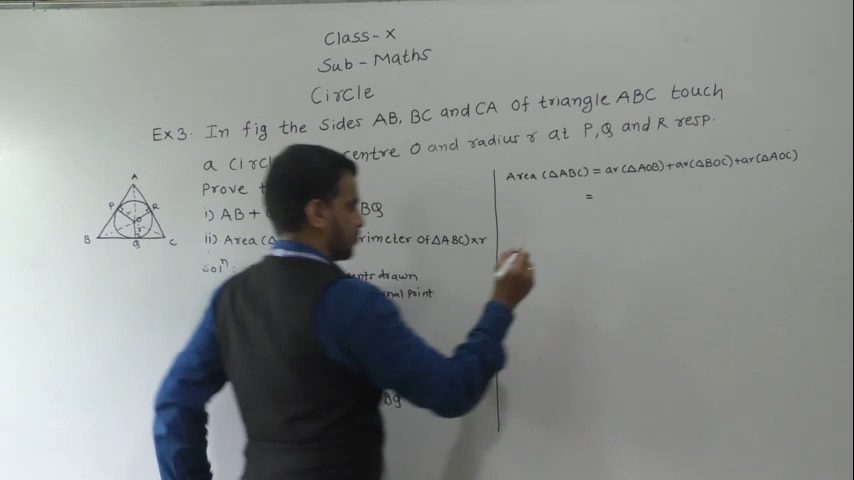 Class-x
Sub-Maths
Circle
Ex 3. In fig the Sides AB, BC and CA of triangle ABC touch
a Circ centre O and radius r at P, Q and R resp.
Prove t
i) AB + BQ
ii) Area (Δ rimeter of ΔABC) x r
Soln:
ents drawn
nal point
BQ
A
P
R
O
r
B
Q
C
Area (ΔABC) = ar(ΔAOB) + ar(ΔBOC) + ar(ΔAOC)
=